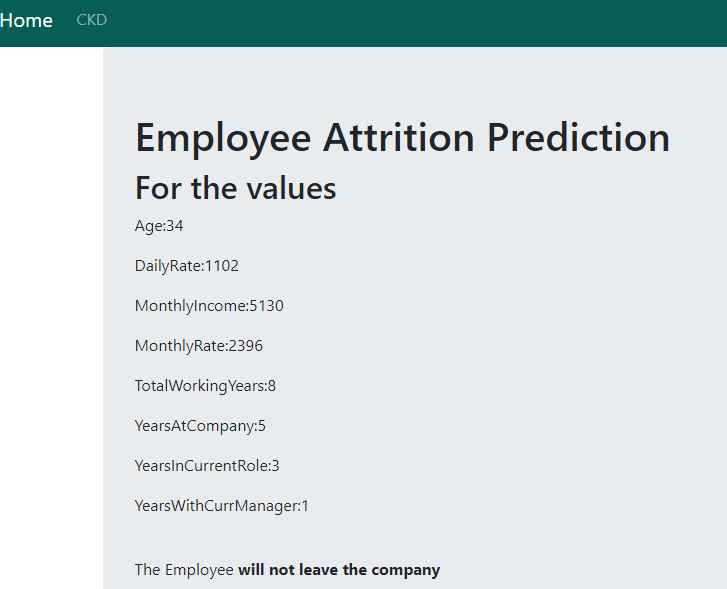 Home CKD
Employee Attrition Prediction
For the values
Age:34
DailyRate:1102
MonthlyIncome:5130
MonthlyRate:2396
TotalWorkingYears:8
YearsAtCompany:5
YearsInCurrentRole:3
YearsWithCurrManager:1
The Employee will not leave the company